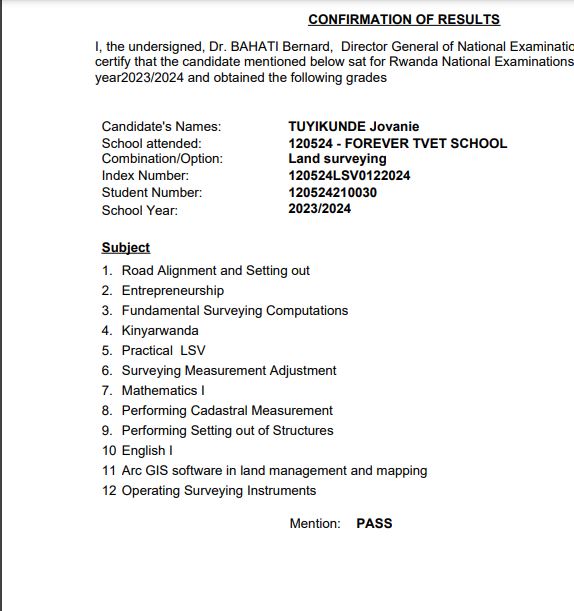 CONFIRMATION OF RESULTS
I, the undersigned, Dr. BAHATI Bernard, Director General of National
certify that the candidate mentioned below sat for Rwanda National Examinations
year2023/2024 and obtained the following grades
Candidate's Names: TUYIKUNDE Jovanie
School attended: 120524 - FOREVER TVET SCHOOL
Combination/Option: Land surveying
Index Number: 120524LSV0122024
Student Number: 120524210030
School Year: 2023/2024
Subject
1. Road Alignment and Setting out
2. Entrepreneurship
3. Fundamental Surveying Computations
4. Kinyarwanda
5. Practical LSV
6. Surveying Measurement Adjustment
7. Mathematics I
8. Performing Cadastral Measurement
9. Performing Setting out of Structures
10 English I
11 Arc GIS software in land management and mapping
12 Operating Surveying Instruments
Mention: PASS